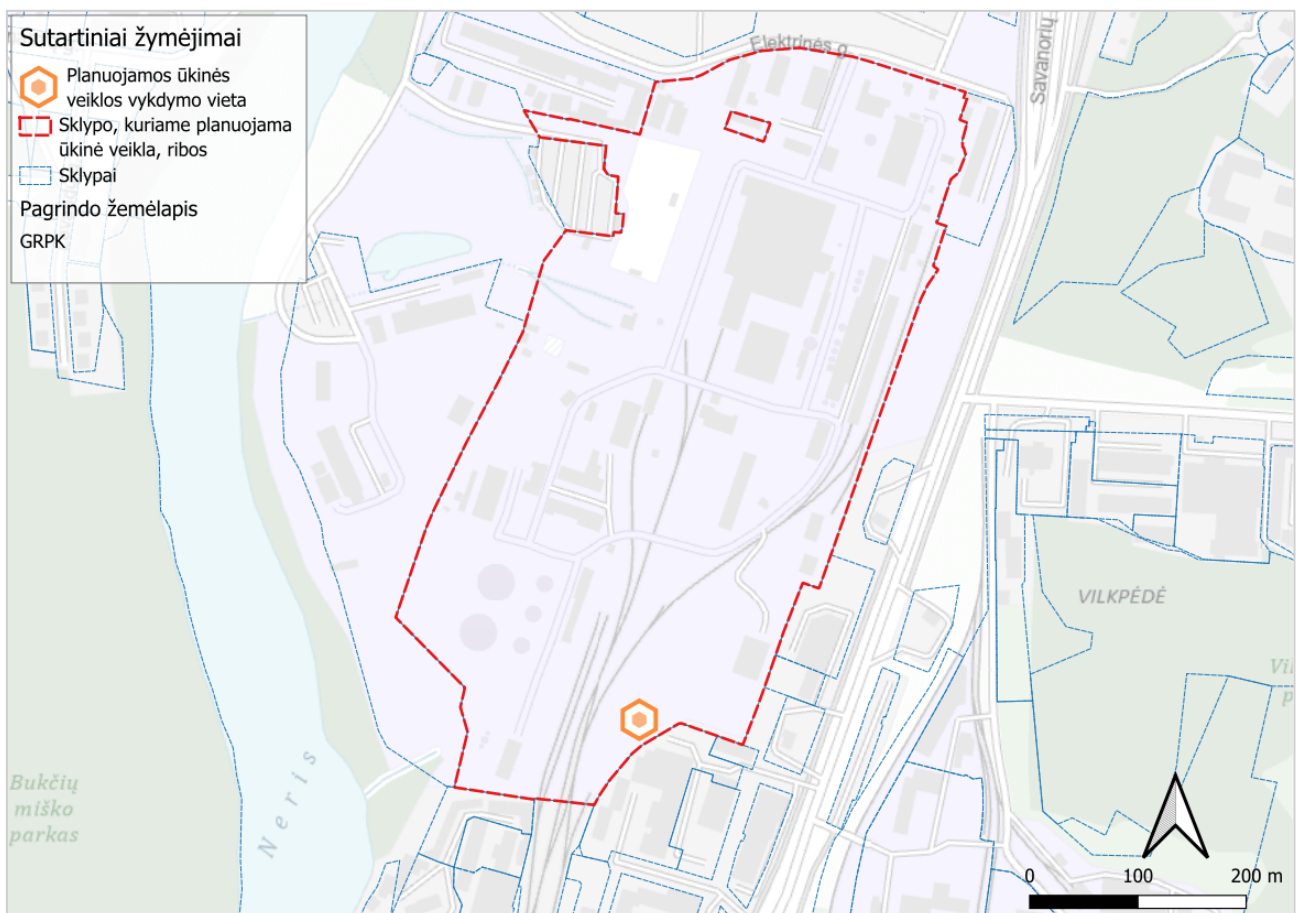 Sutartiniai žymėjimai
Planuojamos ūkinės
veiklos vykdymo vieta
Sklypo, kuriame planuojama
ūkinė veikla, ribos
Sklypai
Pagrindo žemėlapis
GRPK
Elektrinės g.
Savanorių
VILKPĖDĖ
Bukčių
miško
parkas
Neris
0 100 200 m